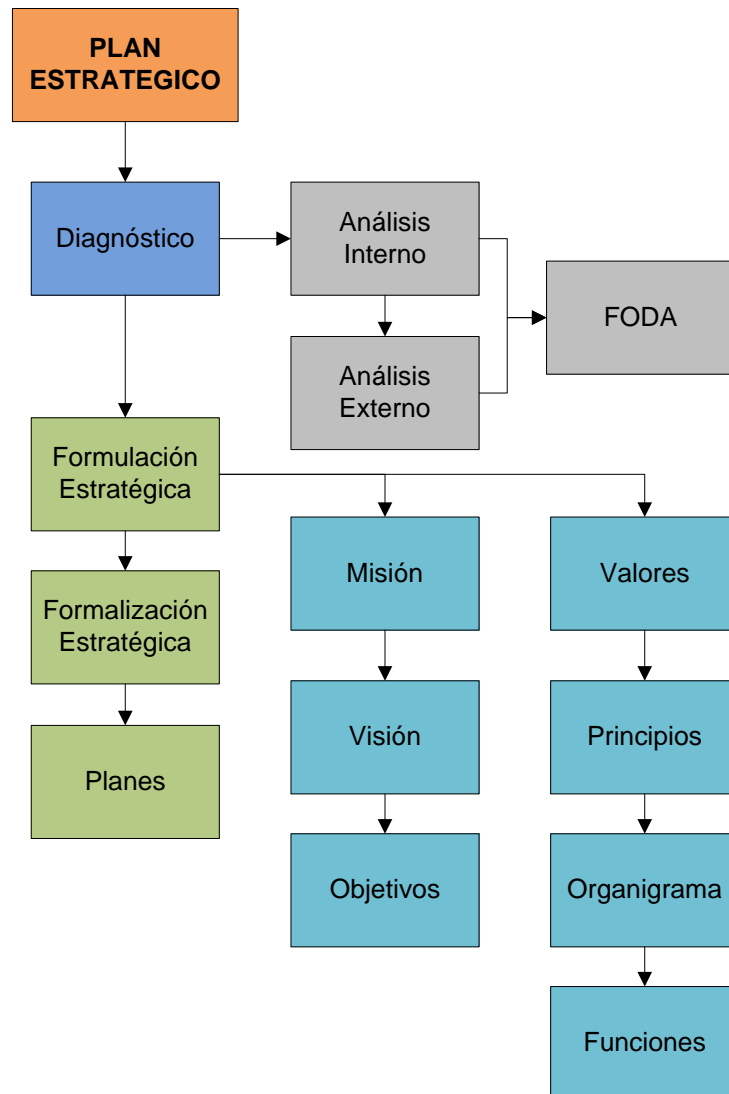 PLAN
ESTRATEGICO
Diagnóstico
Análisis
Interno
FODA
Análisis
Externo
Formulación
Estratégica
Misión
Valores
Formalización
Estratégica
Visión
Principios
Planes
Objetivos
Organigrama
Funciones